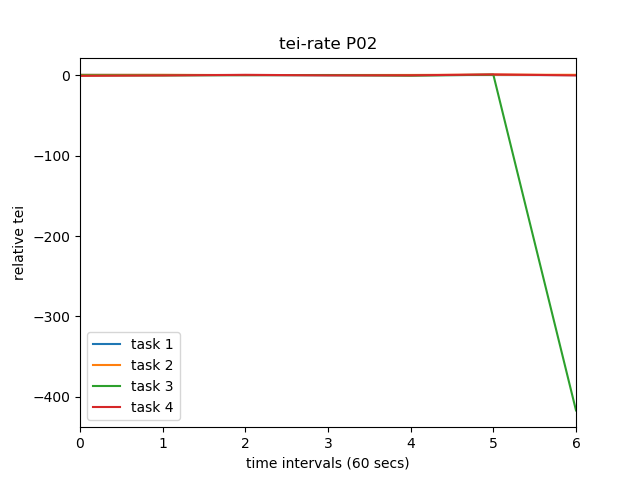 tei-rate P02
relative tei
0
−100
−200
−300
−400
task 1
task 2
task 3
task 4
0 1 2 3 4 5 6
time intervals (60 secs)